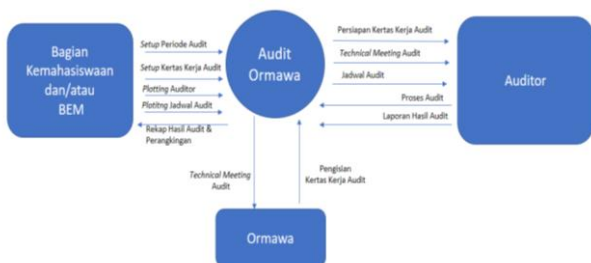 Bagian
Kemahasiswaan
dan/atau
BEM
Setup Periode Audit
Setup Kertas Kerja Audit
Plotting Auditor
Plotitng Jadwal Audit
Rekap Hasil Audit &
Perangkingan
Audit
Ormawa
Persiapan Kertas Kerja Audit
Technical Meeting Audit
Jadwal Audit
Proses Audit
Laporan Hasil Audit
Auditor
Technical Meeting
Audit
Pengisian
Kertas Kerja Audit
Ormawa